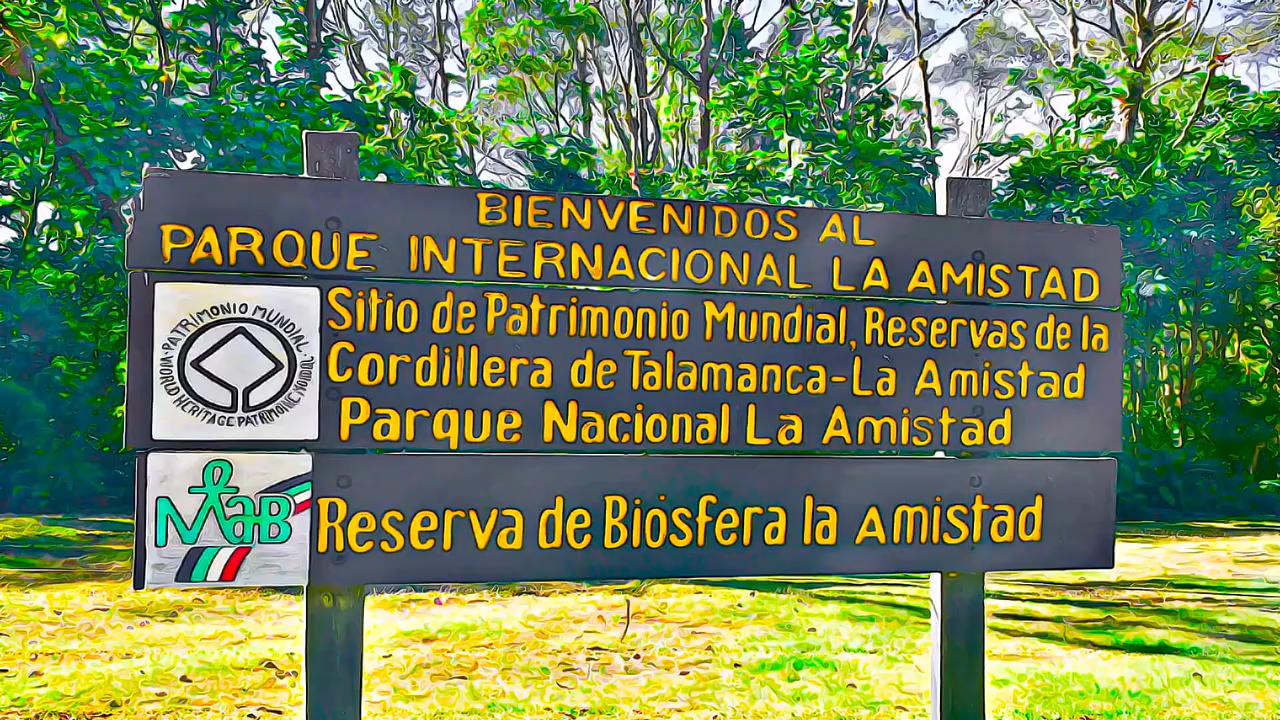 BIENVENIDOS AL
PARQUE INTERNACIONAL LA AMISTAD
Sitio de Patrimonio Mundial, Reservas de la
Cordillera de Talamanca-La Amistad
Parque Nacional La Amistad
PATRIMONIO MUNDIAL · WORLD HERITAGE · PATRIMOINE MONDIAL
MaB
Reserva de Biósfera la Amistad